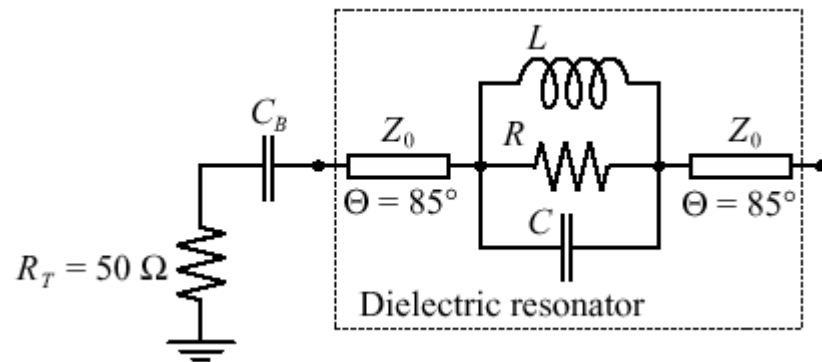 L
C_B
Z_0
R
Z_0
Θ = 85°
Θ = 85°
C
R_T = 50 Ω
Dielectric resonator